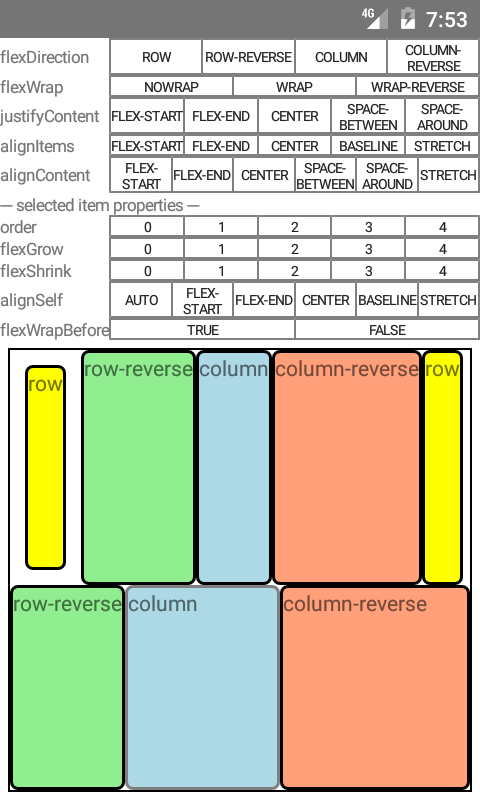 4G 7:53
flexDirection ROW ROW-REVERSE COLUMN COLUMN-
REVERSE
flexWrap NOWRAP WRAP WRAP-REVERSE
justifyContent FLEX-START FLEX-END CENTER SPACE-
BETWEEN SPACE-
AROUND
alignItems FLEX-START FLEX-END CENTER BASELINE STRETCH
alignContent FLEX-
START FLEX-END CENTER SPACE-
BETWEEN SPACE-
AROUND STRETCH
--- selected item properties ---
order 0 1 2 3 4
flexGrow 0 1 2 3 4
flexShrink 0 1 2 3 4
alignSelf AUTO FLEX-
START FLEX-END CENTER BASELINE STRETCH
flexWrapBefore TRUE FALSE
row row-reverse column column-reverse row
row-reverse column column-reverse